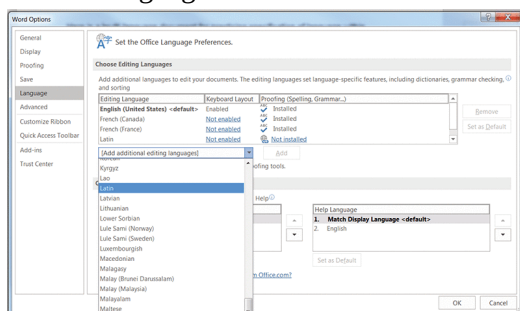 Word Options
General
Display
Proofing
Save
Language
Advanced
Customize Ribbon
Quick Access Toolbar
Add-ins
Trust Center
Set the Office Language Preferences.
Choose Editing Languages
Add additional languages to edit your documents. The editing languages set language-specific features, including dictionaries, grammar checking,
and sorting
Editing Language Keyboard Layout Proofing (Spelling, Grammar...)
English (United States) <default> Enabled Installed
French (Canada) Not enabled Installed
French (France) Not enabled Installed
Latin Not enabled Not installed
Remove
Set as Default
[Add additional editing languages] Add
ofing tools.
Kyrgyz
Lao
Latin
Latvian
Lithuanian
Lower Sorbian
Lule Sami (Norway)
Lule Sami (Sweden)
Luxembourgish
Macedonian
Malagasy
Malay (Brunei Darussalam)
Malay (Malaysia)
Malayalam
Maltese
Help
Help Language
1. Match Display Language <default>
2. English
Set as Default
Office.com?
OK Cancel